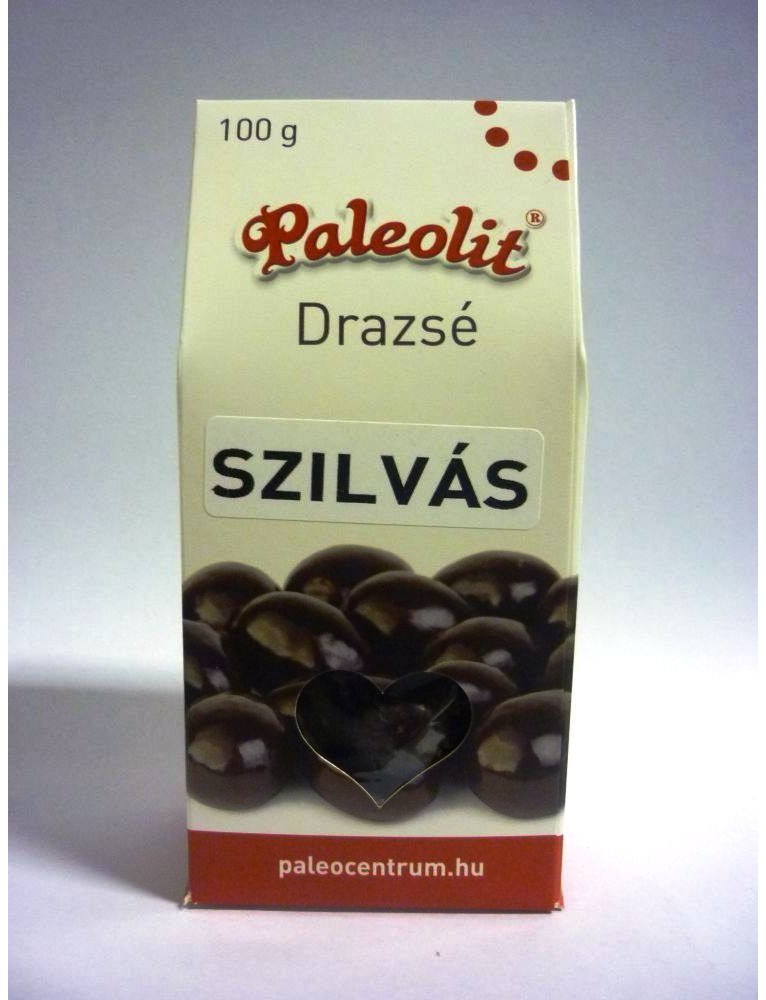 100 g
Paleolit®
Drazsé
SZILVÁS
paleocentrum.hu